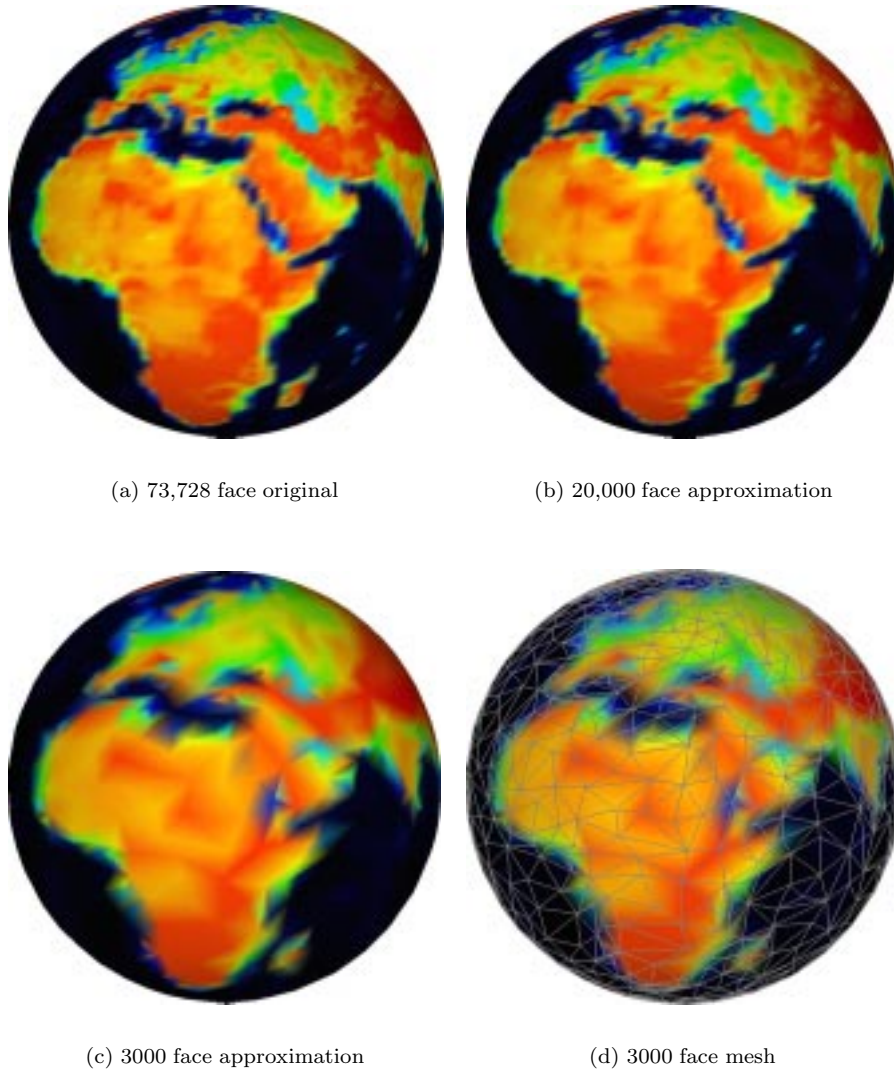 (a) 73,728 face original
(b) 20,000 face approximation
(c) 3000 face approximation
(d) 3000 face mesh